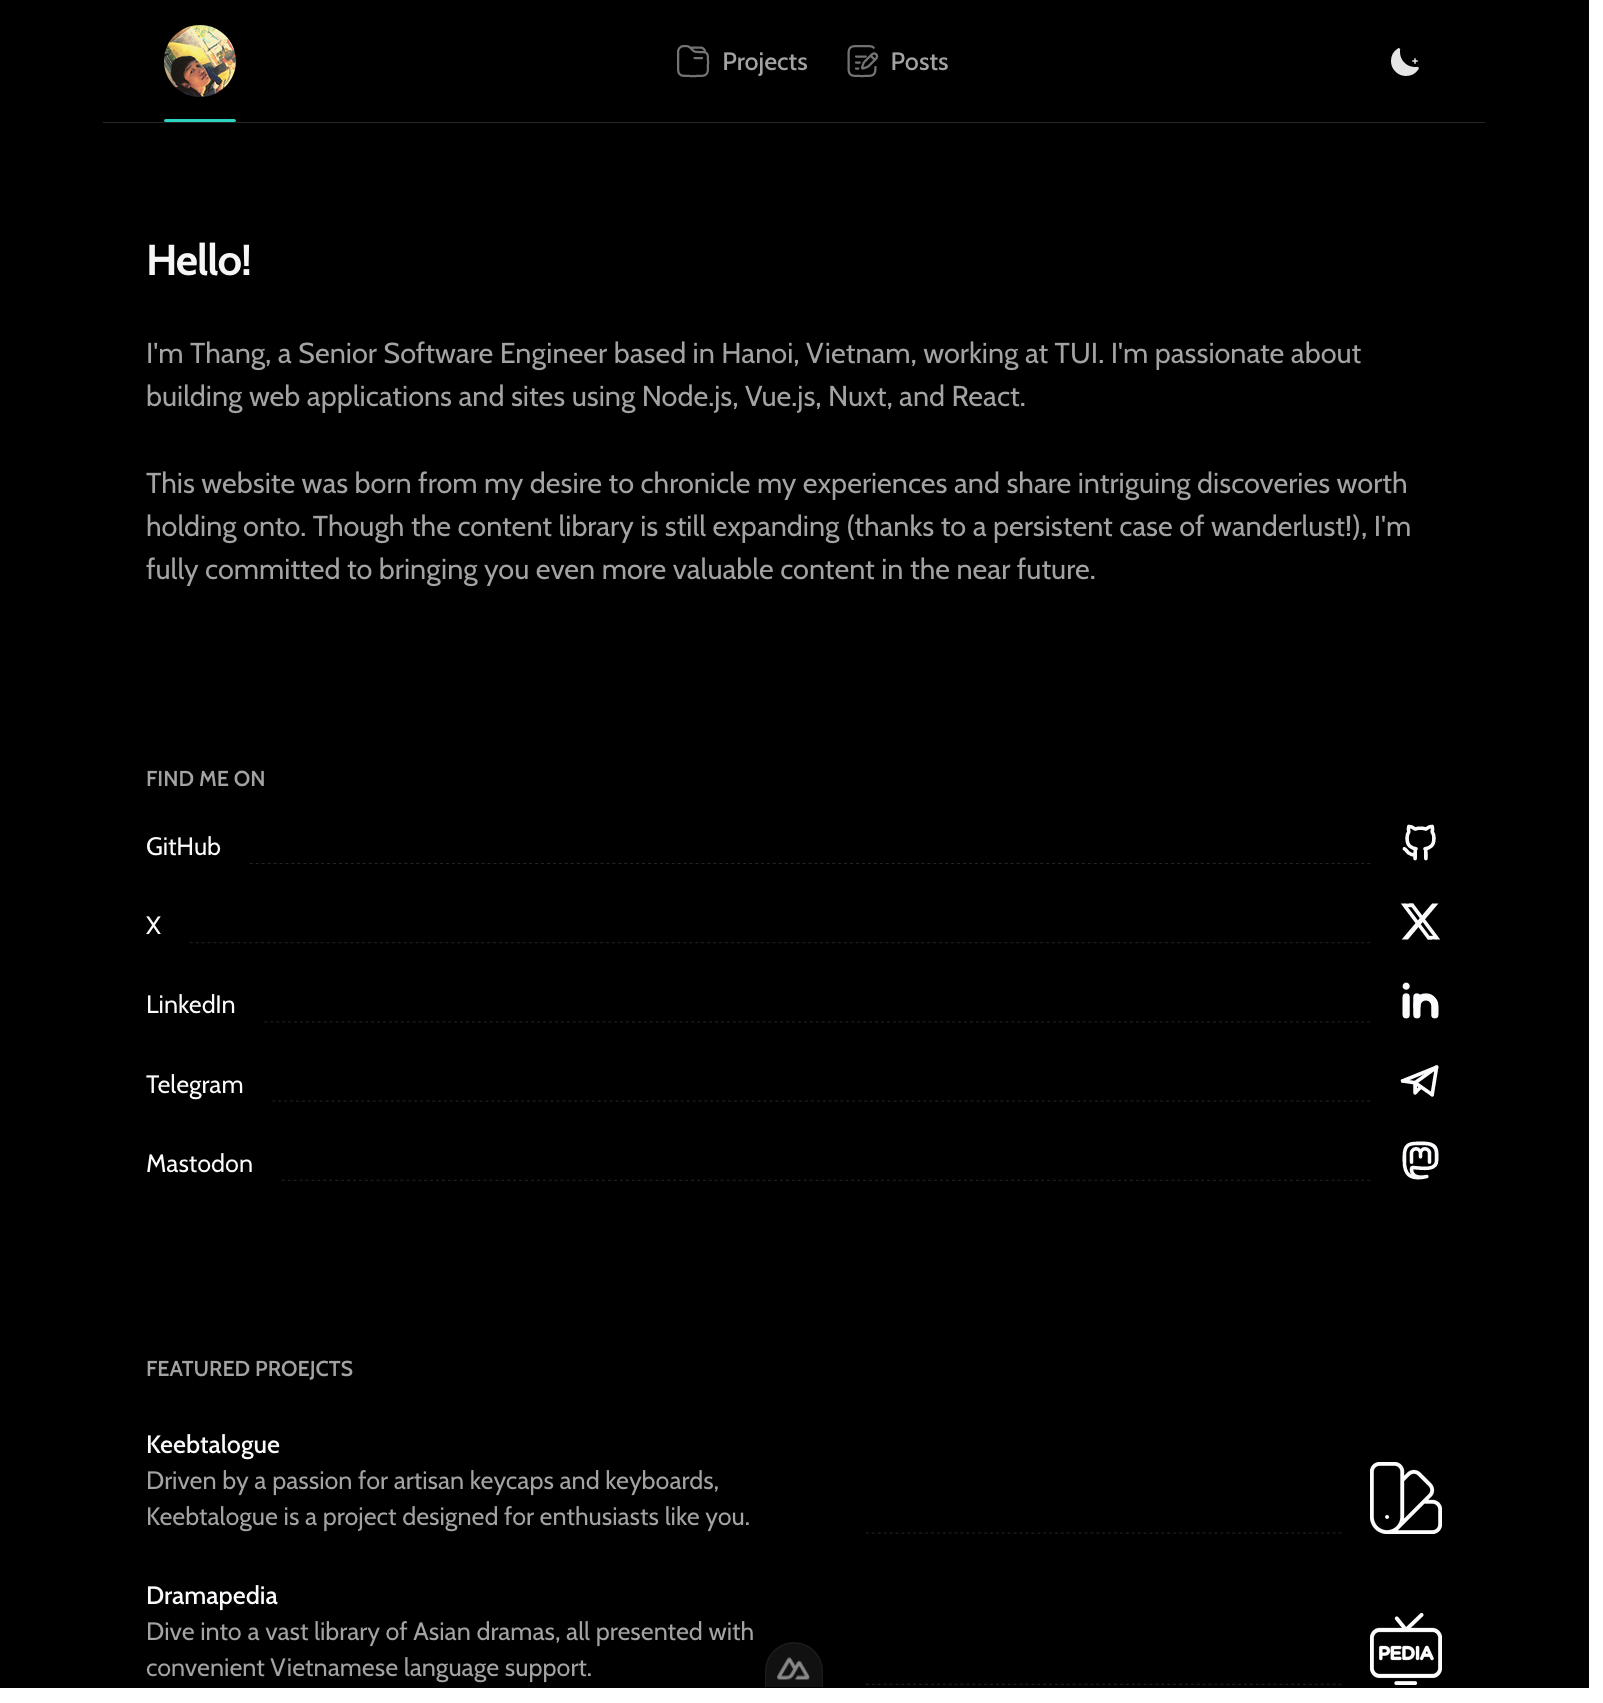 Projects
Posts
Hello!
I'm Thang, a Senior Software Engineer based in Hanoi, Vietnam, working at TUI. I'm passionate about
building web applications and sites using Node.js, Vue.js, Nuxt, and React.
This website was born from my desire to chronicle my experiences and share intriguing discoveries worth
holding onto. Though the content library is still expanding (thanks to a persistent case of wanderlust!), I'm
fully committed to bringing you even more valuable content in the near future.
FIND ME ON
GitHub
X
LinkedIn
in
Telegram
Mastodon
FEATURED PROEJCTS
Keebtalogue
Driven by a passion for artisan keycaps and keyboards,
Keebtalogue is a project designed for enthusiasts like you.
Dramapedia
Dive into a vast library of Asian dramas, all presented with
convenient Vietnamese language support.
PEDIA